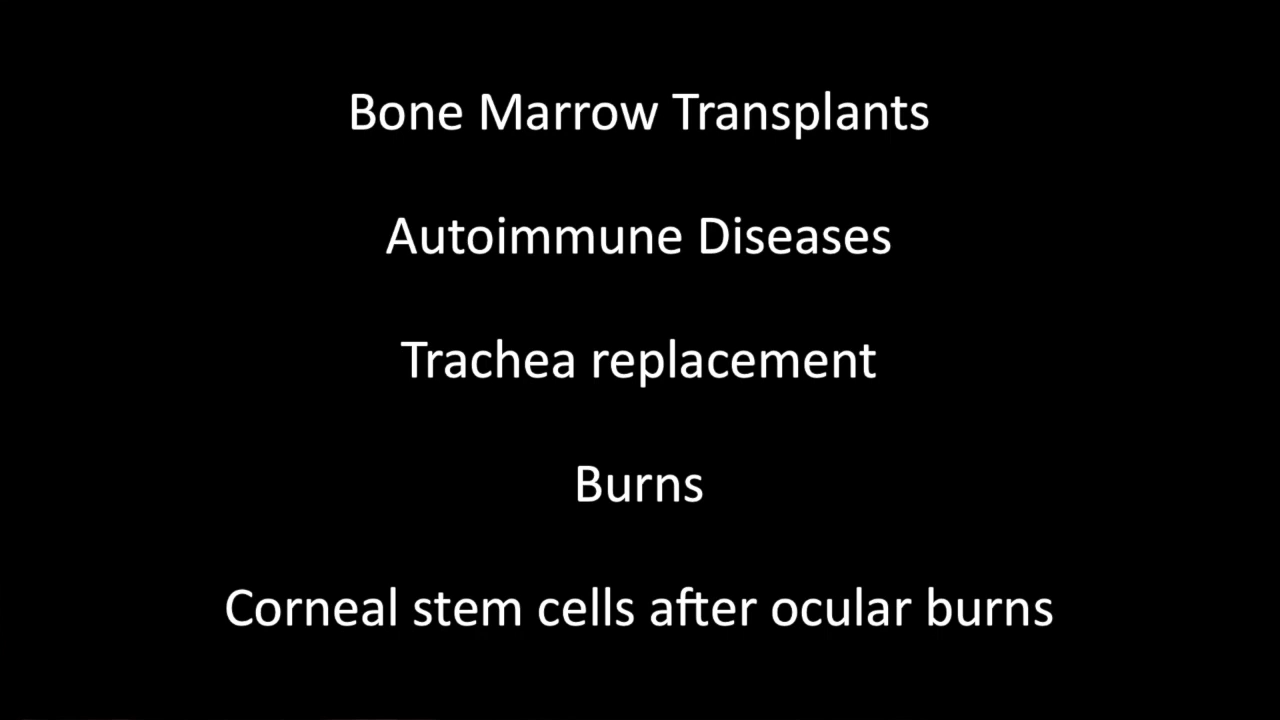 Bone Marrow Transplants
Autoimmune Diseases
Trachea replacement
Burns
Corneal stem cells after ocular burns